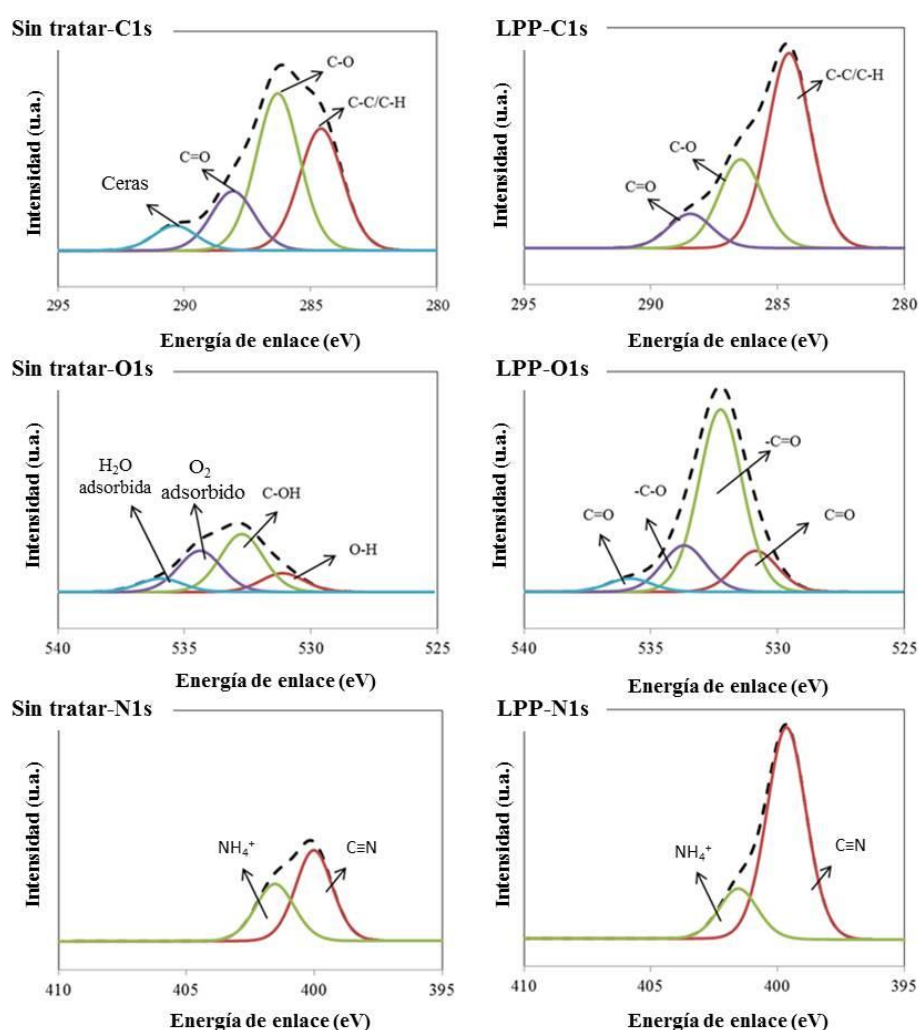 Sin tratar-C1s
Intensidad (u.a.)
C-O
C-C/C-H
C=O
Ceras
295 290 285 280
Energía de enlace (eV)
LPP-C1s
Intensidad (u.a.)
C-C/C-H
C-O
C=O
295 290 285 280
Energía de enlace (eV)
Sin tratar-O1s
Intensidad (u.a.)
H₂O
adsorbida
O₂
adsorbido
C-OH
O-H
540 535 530 525
Energía de enlace (eV)
LPP-O1s
Intensidad (u.a.)
-C=O
-C-O
C=O
C=O
540 535 530 525
Energía de enlace (eV)
Sin tratar-N1s
Intensidad (u.a.)
NH₄⁺
C≡N
410 405 400 395
Energía de enlace (eV)
LPP-N1s
Intensidad (u.a.)
NH₄⁺
C≡N
410 405 400 395
Energía de enlace (eV)